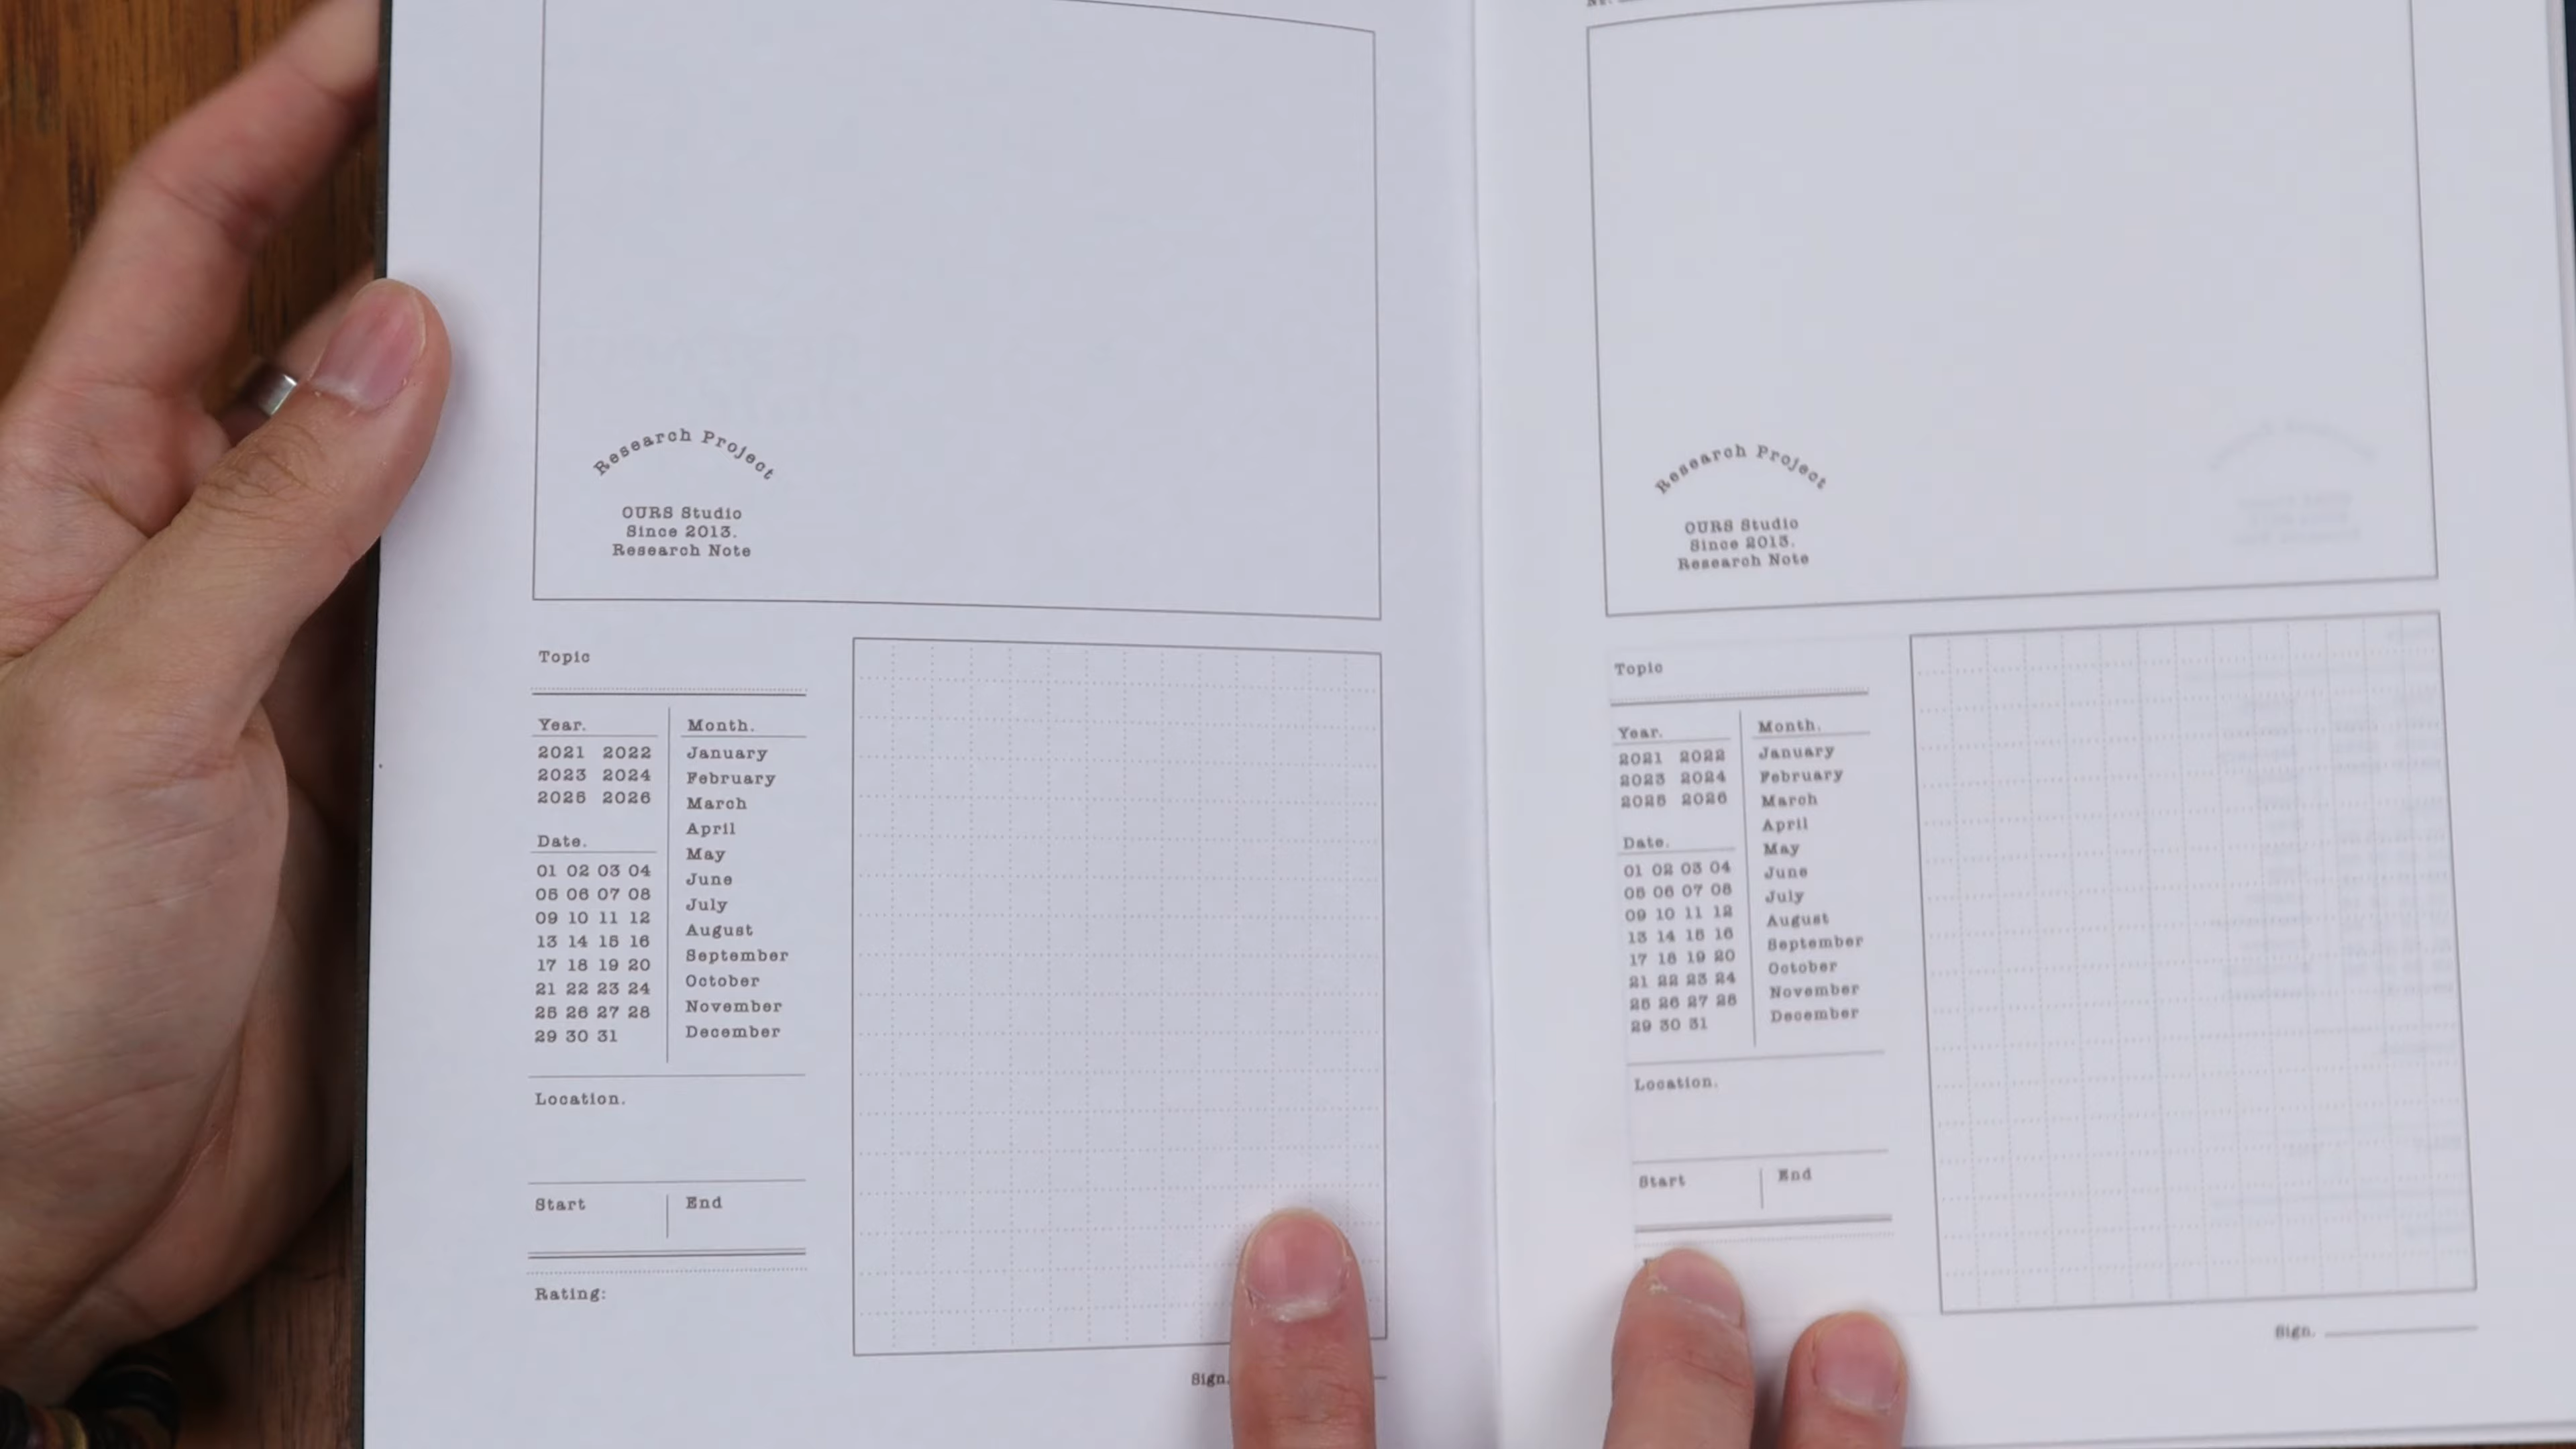 Research Project
OURS Studio
Since 2013.
Research Note
Topic
Year.
2021 2022
2023 2024
2025 2026
Date.
01 02 03 04
05 06 07 08
09 10 11 12
13 14 15 16
17 18 19 20
21 22 23 24
25 26 27 28
29 30 31
Month.
January
February
March
April
May
June
July
August
September
October
November
December
Location.
Start
End
Rating:
Sign.
Research Project
OURS Studio
Since 2013.
Research Note
Topic
Year.
2021 2022
2023 2024
2025 2026
Date.
01 02 03 04
05 06 07 08
09 10 11 12
13 14 15 16
17 18 19 20
21 22 23 24
25 26 27 28
29 30 31
Month.
January
February
March
April
May
June
July
August
September
October
November
December
Location.
Start
End
Sign.